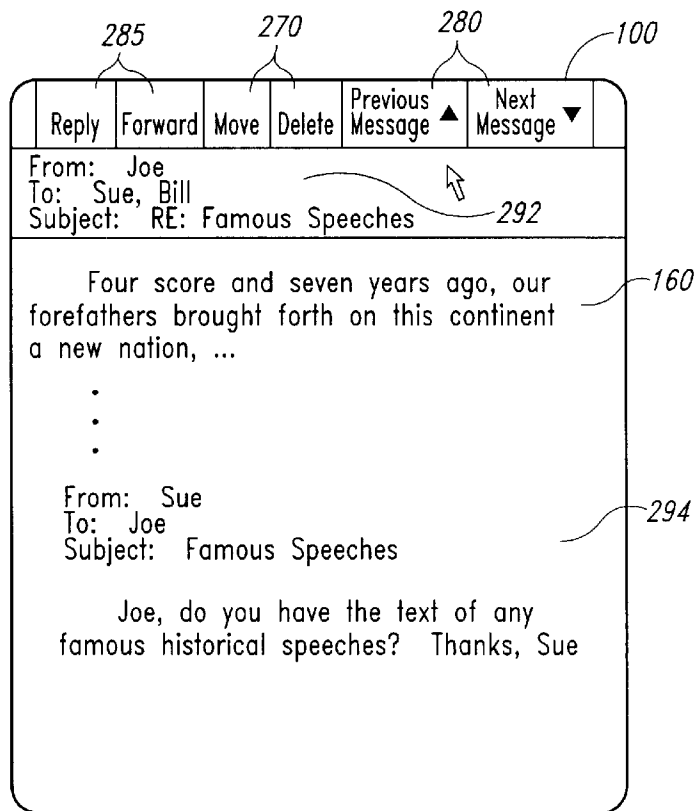 285 270 280 100
Reply Forward Move Delete Previous Message ▲ Next Message ▼
From: Joe
To: Sue, Bill
Subject: RE: Famous Speeches
292
Four score and seven years ago, our
160
forefathers brought forth on this continent
a new nation, ...
.
.
.
From: Sue
To: Joe
294
Subject: Famous Speeches
Joe, do you have the text of any
famous historical speeches? Thanks, Sue